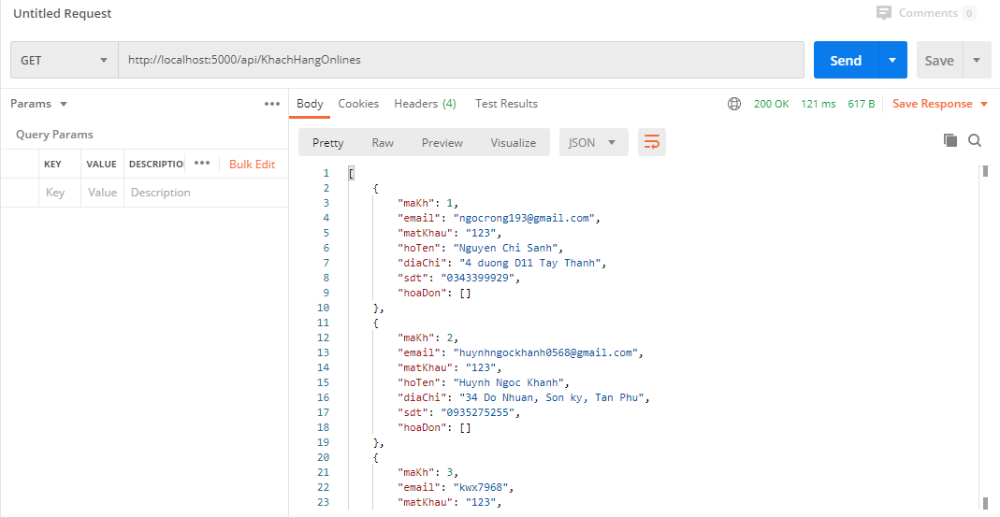 Untitled Request
Comments 0
GET
http://localhost:5000/api/KhachHangOnlines
Send
Save
Params
Query Params
KEY VALUE DESCRIPTIO ••• Bulk Edit
Key Value Description
Body Cookies Headers (4) Test Results
200 OK 121 ms 617 B Save Response
Pretty Raw Preview Visualize JSON
1 [
2 {
3 "maKh": 1,
4 "email": "ngocrong193@gmail.com",
5 "matKhau": "123",
6 "hoTen": "Nguyen Chi Sanh",
7 "diaChi": "4 duong D11 Tay Thanh",
8 "sdt": "0343399929",
9 "hoaDon": []
10 },
11 {
12 "maKh": 2,
13 "email": "huynhngockhanh0568@gmail.com",
14 "matKhau": "123",
15 "hoTen": "Huynh Ngoc Khanh",
16 "diaChi": "34 Do Nhuan, Son ky, Tan Phu",
17 "sdt": "0935275255",
18 "hoaDon": []
19 },
20 {
21 "maKh": 3,
22 "email": "kwx7968",
23 "matKhau": "123",